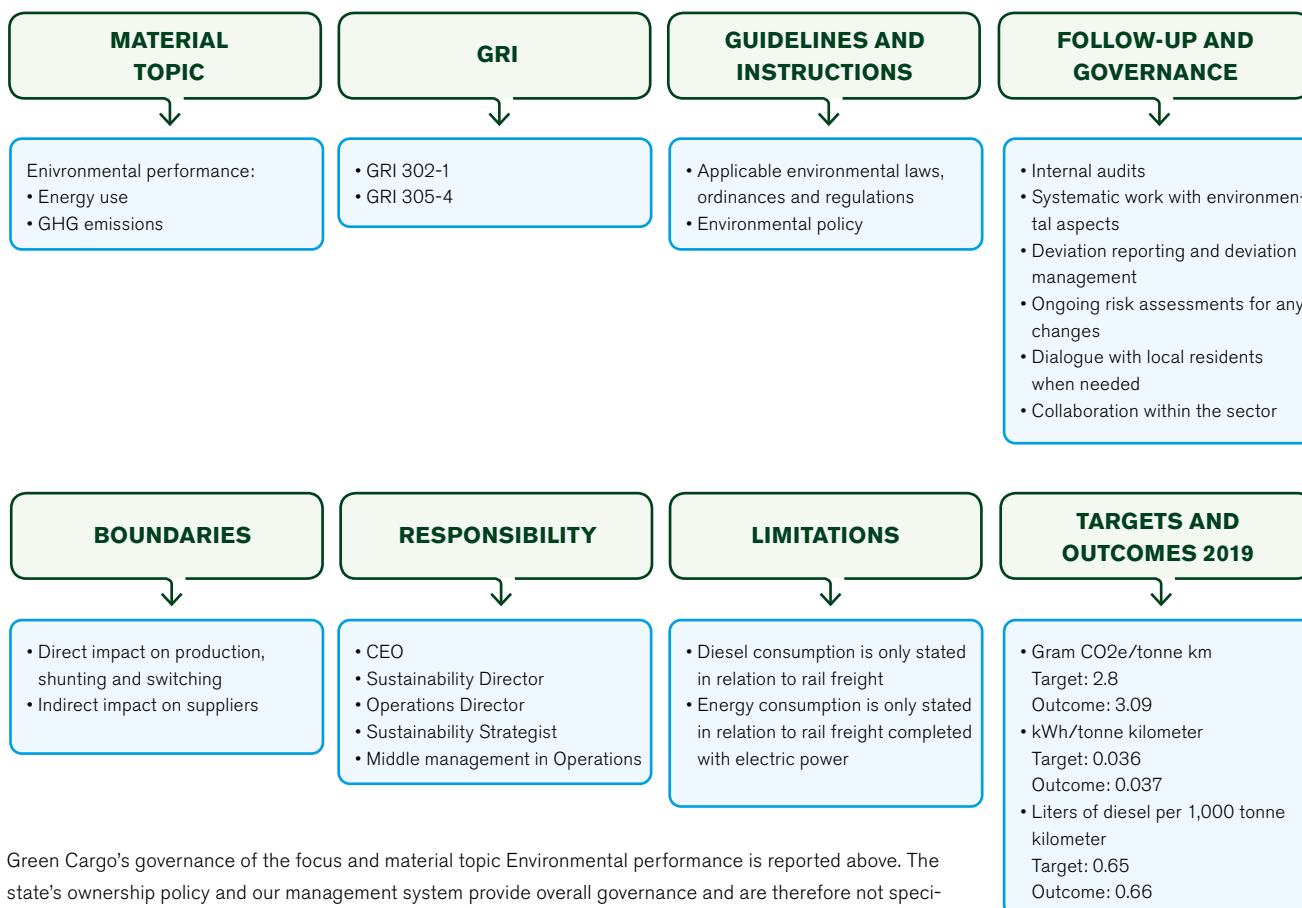 MATERIAL
TOPIC
Enivronmental performance:
• Energy use
• GHG emissions
GRI
• GRI 302-1
• GRI 305-4
GUIDELINES AND
INSTRUCTIONS
• Applicable environmental laws,
ordinances and regulations
• Environmental policy
FOLLOW-UP AND
GOVERNANCE
• Internal audits
• Systematic work with environmen-
tal aspects
• Deviation reporting and deviation
management
• Ongoing risk assessments for any
changes
• Dialogue with local residents
when needed
• Collaboration within the sector
BOUNDARIES
• Direct impact on production,
shunting and switching
• Indirect impact on suppliers
RESPONSIBILITY
• CEO
• Sustainability Director
• Operations Director
• Sustainability Strategist
• Middle management in Operations
LIMITATIONS
• Diesel consumption is only stated
in relation to rail freight
• Energy consumption is only stated
in relation to rail freight completed
with electric power
TARGETS AND
OUTCOMES 2019
• Gram CO2e/tonne km
Target: 2.8
Outcome: 3.09
• kWh/tonne kilometer
Target: 0.036
Outcome: 0.037
• Liters of diesel per 1,000 tonne
kilometer
Target: 0.65
Outcome: 0.66
Green Cargo’s governance of the focus and material topic Environmental performance is reported above. The
state’s ownership policy and our management system provide overall governance and are therefore not speci-